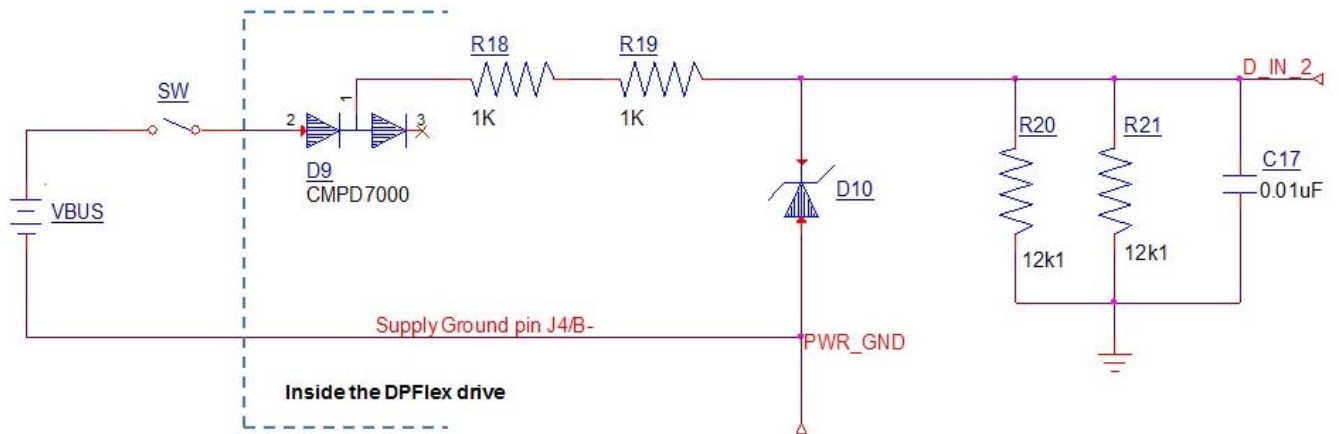 R18
R19
D_IN_2
SW
1
1K
1K
2
3
R20
R21
D9
CMPD7000
C17
0.01uF
VBUS
D10
12k1
12k1
Supply Ground pin J4/B-
PWR_GND
Inside the DPFlex drive